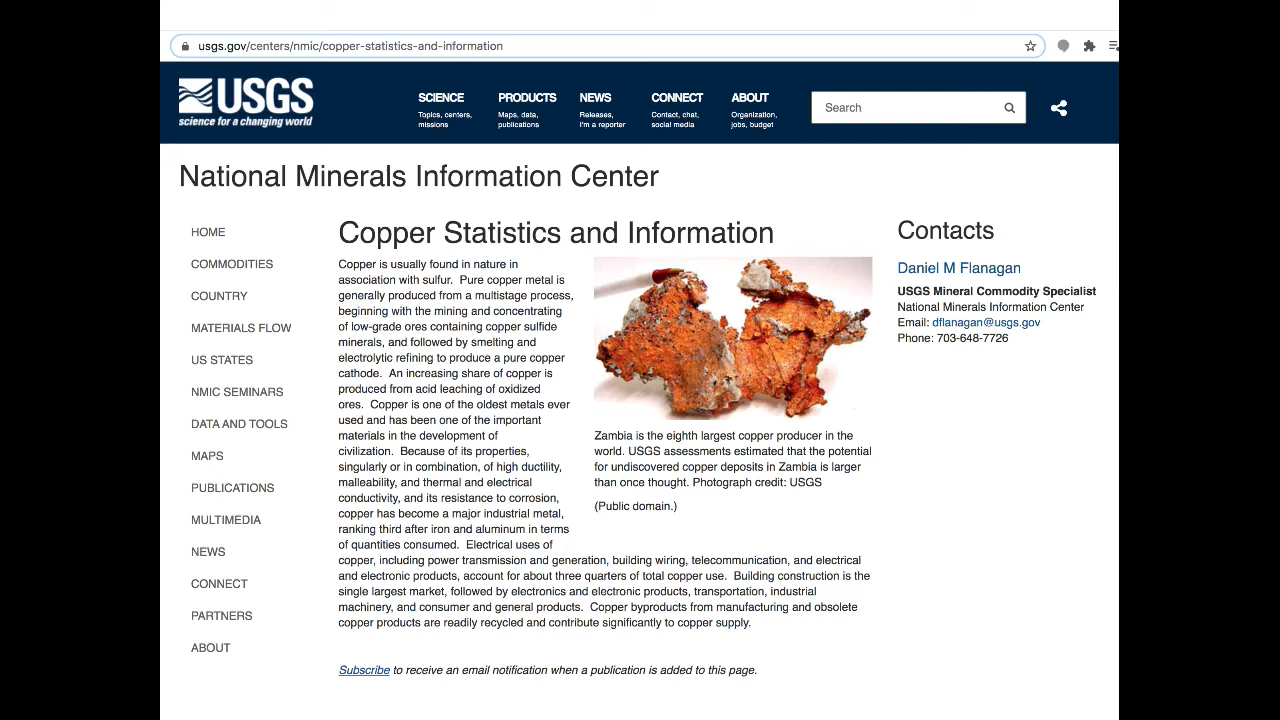 usgs.gov/centers/nmic/copper-statistics-and-information
USGS
science for a changing world
SCIENCE
Topics, centers,
missions
PRODUCTS
Maps, data,
publications
NEWS
Releases,
I'm a reporter
CONNECT
Contact, chat,
social media
ABOUT
Organization,
jobs, budget
Search
National Minerals Information Center
HOME
COMMODITIES
COUNTRY
MATERIALS FLOW
US STATES
NMIC SEMINARS
DATA AND TOOLS
MAPS
PUBLICATIONS
MULTIMEDIA
NEWS
CONNECT
PARTNERS
ABOUT
Copper Statistics and Information
Copper is usually found in nature in
association with sulfur.  Pure copper metal is
generally produced from a multistage process,
beginning with the mining and concentrating
of low-grade ores containing copper sulfide
minerals, and followed by smelting and
electrolytic refining to produce a pure copper
cathode.  An increasing share of copper is
produced from acid leaching of oxidized
ores.  Copper is one of the oldest metals ever
used and has been one of the important
materials in the development of
civilization.  Because of its properties,
singularly or in combination, of high ductility,
malleability, and thermal and electrical
conductivity, and its resistance to corrosion,
copper has become a major industrial metal,
ranking third after iron and aluminum in terms
of quantities consumed.  Electrical uses of
copper, including power transmission and generation, building wiring, telecommunication, and electrical
and electronic products, account for about three quarters of total copper use.  Building construction is the
single largest market, followed by electronics and electronic products, transportation, industrial
machinery, and consumer and general products.  Copper byproducts from manufacturing and obsolete
copper products are readily recycled and contribute significantly to copper supply.
Zambia is the eighth largest copper producer in the
world. USGS assessments estimated that the potential
for undiscovered copper deposits in Zambia is larger
than once thought. Photograph credit: USGS
(Public domain.)
Subscribe to receive an email notification when a publication is added to this page.
Contacts
Daniel M Flanagan
USGS Mineral Commodity Specialist
National Minerals Information Center
Email: dflanagan@usgs.gov
Phone: 703-648-7726